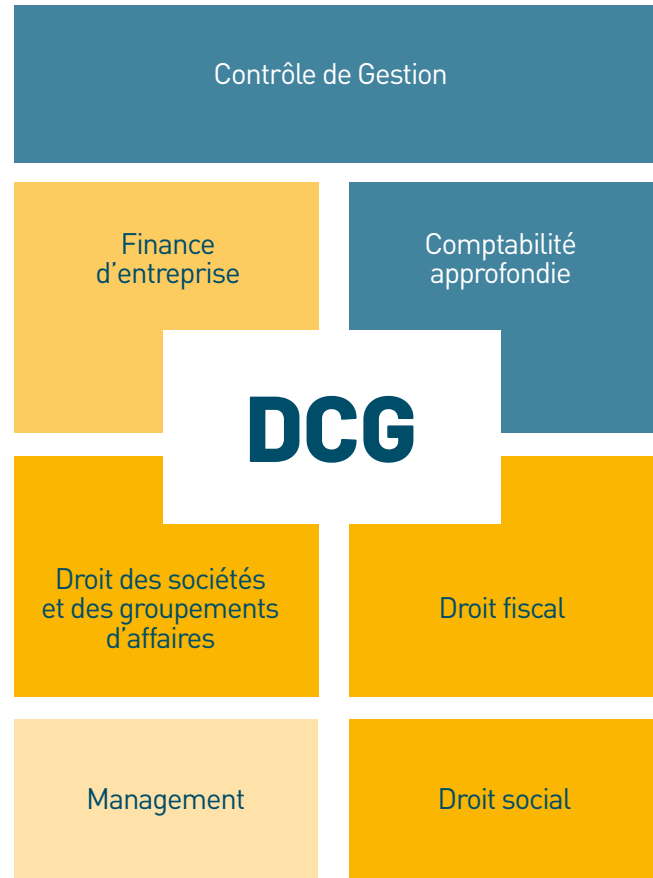 Contrôle de Gestion
Finance
d'entreprise
Comptabilité
approfondie
DCG
Droit des sociétés
et des groupements
d'affaires
Droit fiscal
Management
Droit social